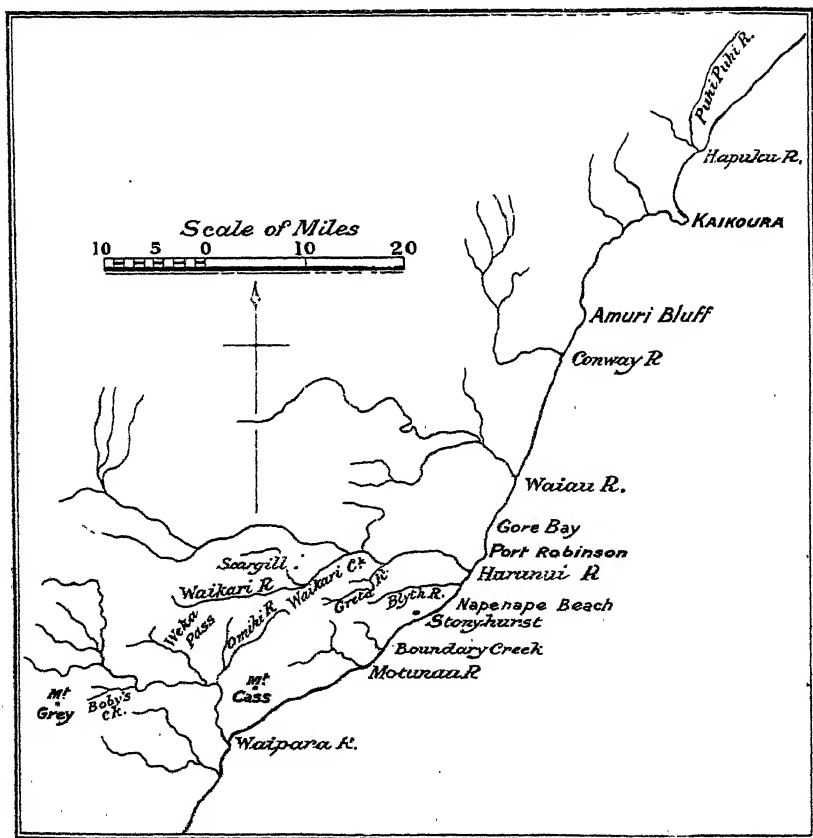 Puhi Puhi R.
Hapuku R.
KAIKOURA
Scale of Miles
10 5 0 10 20
Amuri Bluff
Conway R
Waiau R.
Gore Bay
PORT ROBINSON
Hurunui R
Scargill
Waikari Ck
Waikari R
Greta R.
Blyth R.
Napenape Beach
Stonyhurst
Weka Pass
Omihi R
Boundary Creek
Motunau R
Mt Cass
Mt Grey
Boby's ck.
Waipara R.